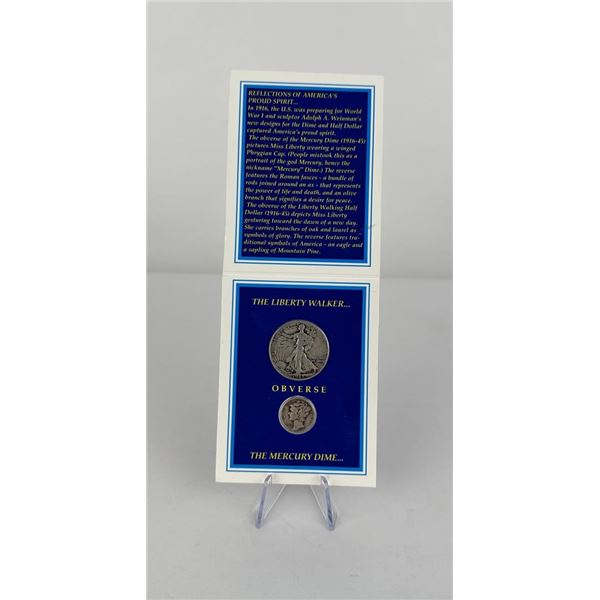 REFLECTIONS OF AMERICA'S
PROUD SPIRIT...
In 1916, the U.S. was preparing for World
War I and sculptor Adolph A. Weinman's
new designs for the Dime and Half Dollar
captured America's proud spirit.
The obverse of the Mercury Dime (1916-45)
pictures Miss Liberty wearing a winged
Phrygian Cap. (People mistook this as a
portrait of the god Mercury, hence the
nickname "Mercury" Dime.) The reverse
features the Roman fasces - a bundle of
rods joined around an ax - that represents
the power of life and death, and an olive
branch that signifies a desire for peace.
The obverse of the Liberty Walking Half
Dollar (1916-45) depicts Miss Liberty
gesturing toward the dawn of a new day.
She carries branches of oak and laurel as
symbols of glory. The reverse features tra-
ditional symbols of America - an eagle and
a sapling of Mountain Pine.
THE LIBERTY WALKER...
OBVERSE
THE MERCURY DIME...